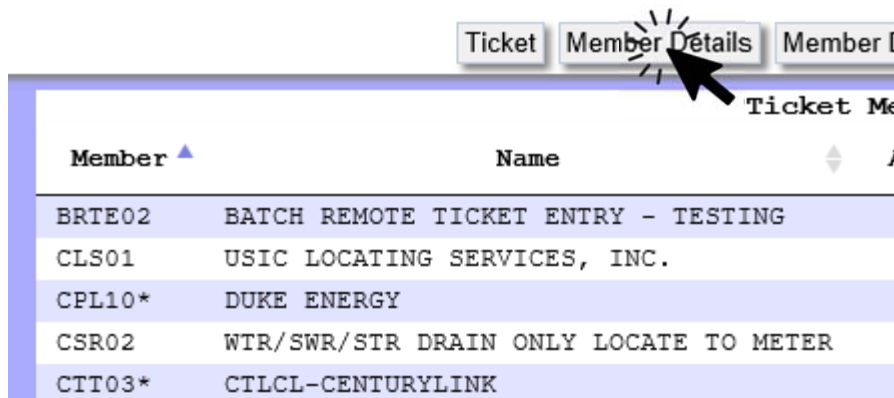 Ticket Member Details Member
Ticket
Member Name
BRTE02 BATCH REMOTE TICKET ENTRY - TESTING
CLS01 USIC LOCATING SERVICES, INC.
CPL10* DUKE ENERGY
CSR02 WTR/SWR/STR DRAIN ONLY LOCATE TO METER
CTT03* CTLCL-CENTURYLINK